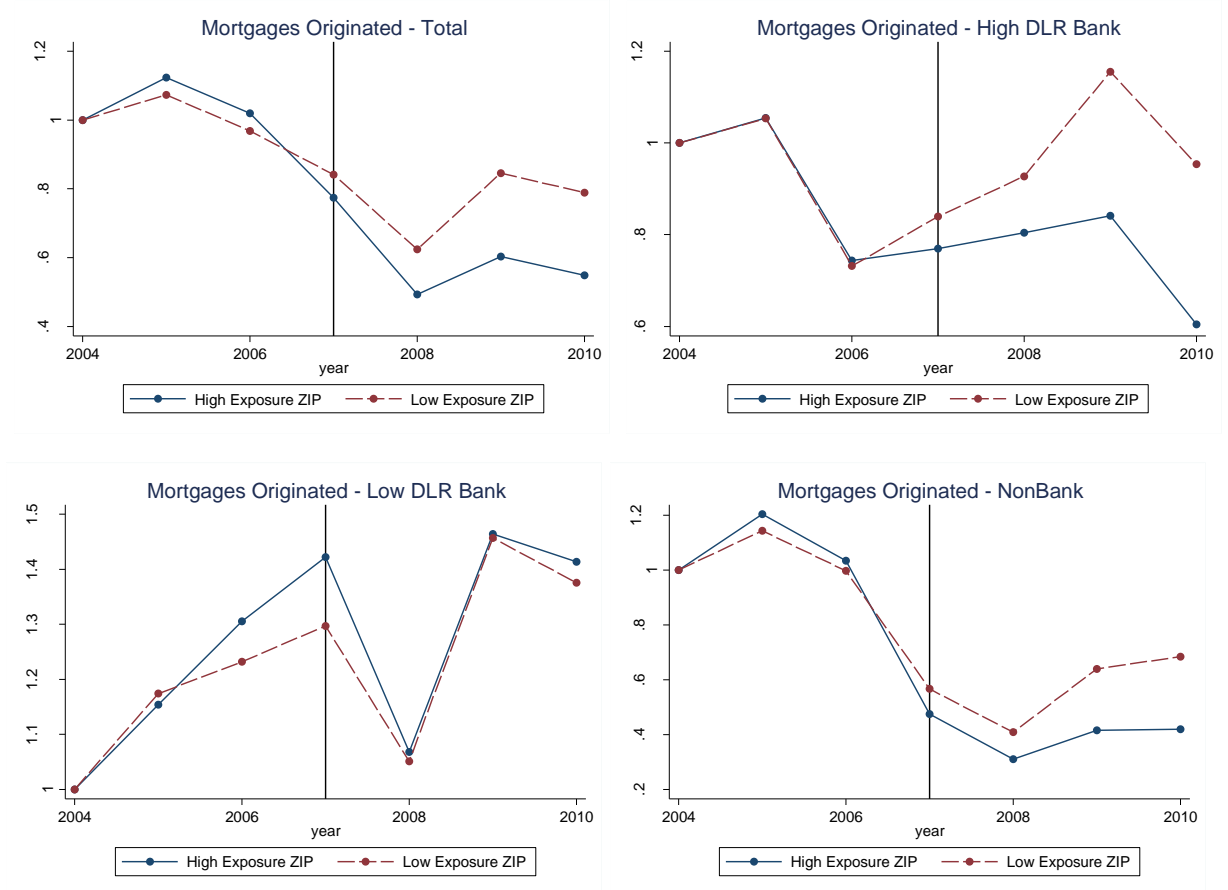 Mortgages Originated - Total
1.2
1
.8
.6
.4
2004 2006 2008 2010
year
High Exposure ZIP Low Exposure ZIP
Mortgages Originated - High DLR Bank
1.2
1
.8
.6
2004 2006 2008 2010
year
High Exposure ZIP Low Exposure ZIP
Mortgages Originated - Low DLR Bank
1.5
1.4
1.3
1.2
1.1
1
2004 2006 2008 2010
year
High Exposure ZIP Low Exposure ZIP
Mortgages Originated - NonBank
1.2
1
.8
.6
.4
.2
2004 2006 2008 2010
year
High Exposure ZIP Low Exposure ZIP